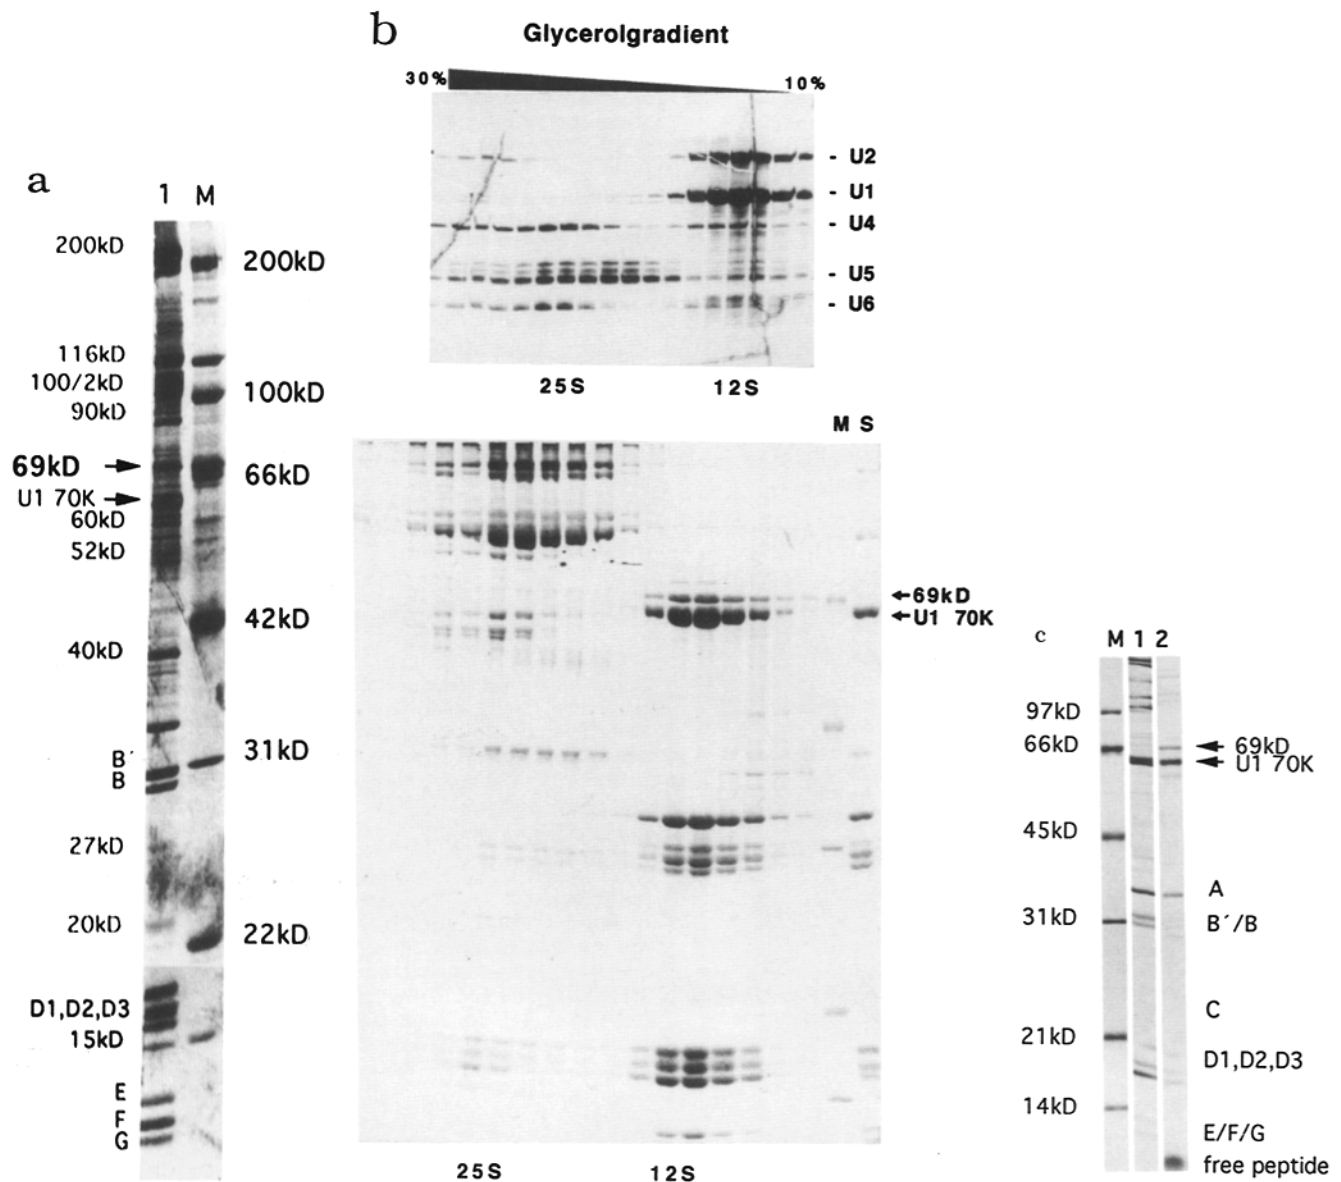 a
1 M
200kD
116kD
100/2kD
90kD
69kD
U1 70K
60kD
52kD
40kD
B´
B
27kD
20kD
D1,D2,D3
15kD
E
F
G
200kD
100kD
66kD
42kD
31kD
22kD
b
Glycerolgradient
30% 10%
- U2
- U1
- U4
- U5
- U6
25S 12S
M S
69kD
U1 70K
25S 12S
c
M 1 2
97kD
66kD
45kD
31kD
21kD
14kD
69kD
U1 70K
A
B´/B
C
D1,D2,D3
E/F/G
free peptide